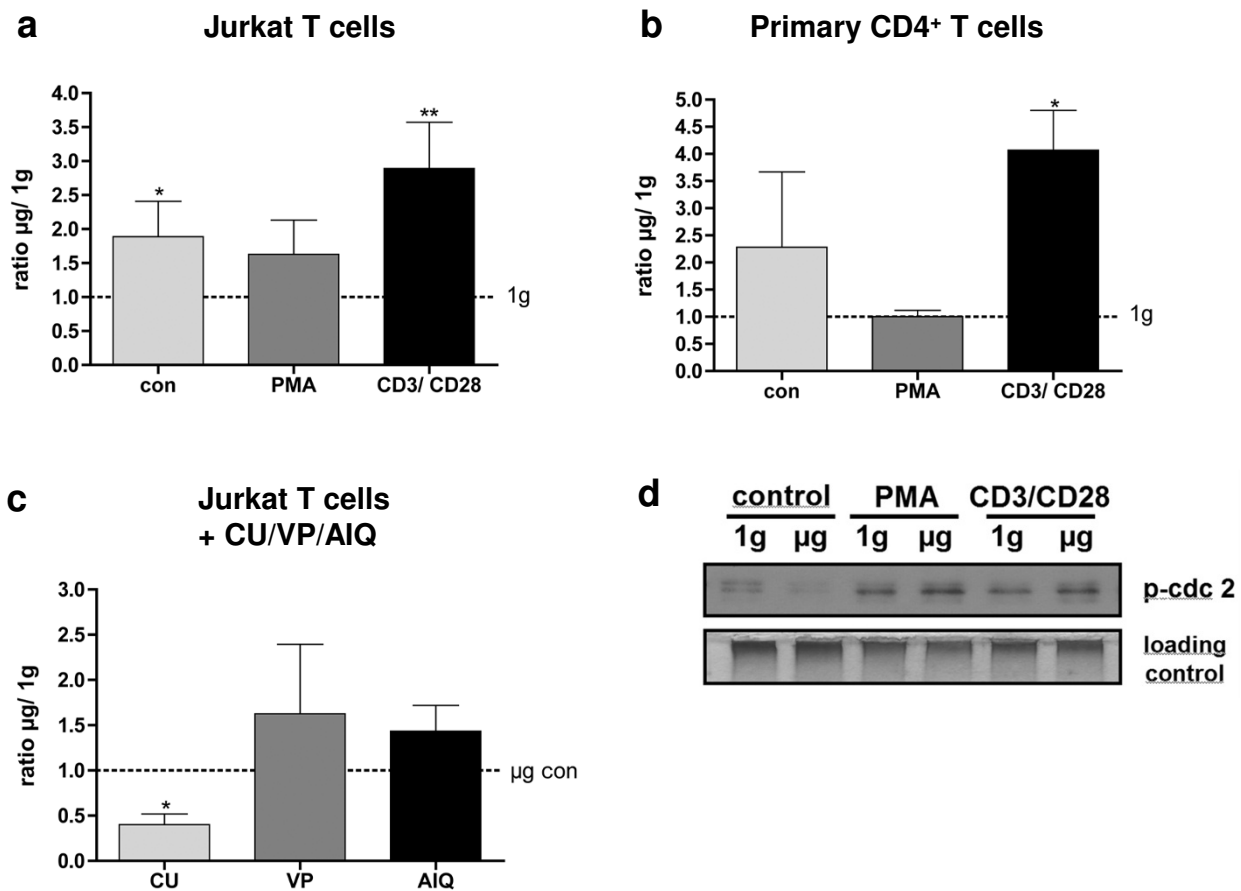 a
Jurkat T cells
ratio µg/ 1g
4.0
3.5
3.0
2.5
2.0
1.5
1.0
0.5
0.0
*
**
1g
con PMA CD3/ CD28
b
Primary CD4⁺ T cells
ratio µg/ 1g
5.0
4.5
4.0
3.5
3.0
2.5
2.0
1.5
1.0
0.5
0.0
*
1g
con PMA CD3/ CD28
c
Jurkat T cells
+ CU/VP/AIQ
ratio µg/ 1g
3.0
2.5
2.0
1.5
1.0
0.5
0.0
*
µg con
CU VP AIQ
d
control PMA CD3/CD28
1g µg 1g µg 1g µg
p-cdc 2
loading
control